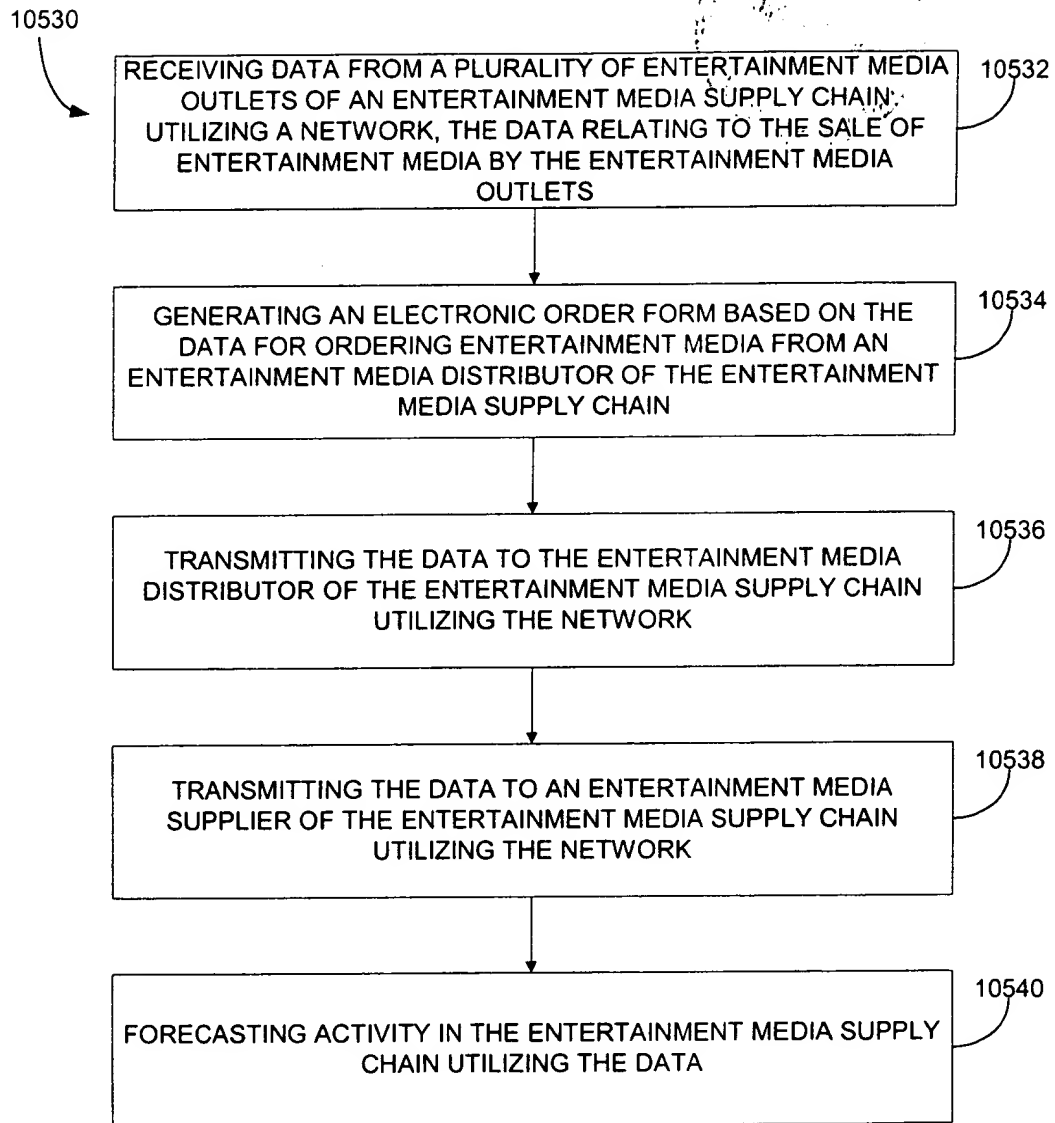 10530
RECEIVING DATA FROM A PLURALITY OF ENTERTAINMENT MEDIA
OUTLETS OF AN ENTERTAINMENT MEDIA SUPPLY CHAIN
UTILIZING A NETWORK, THE DATA RELATING TO THE SALE OF
ENTERTAINMENT MEDIA BY THE ENTERTAINMENT MEDIA
OUTLETS
10532
GENERATING AN ELECTRONIC ORDER FORM BASED ON THE
DATA FOR ORDERING ENTERTAINMENT MEDIA FROM AN
ENTERTAINMENT MEDIA DISTRIBUTOR OF THE ENTERTAINMENT
MEDIA SUPPLY CHAIN
10534
TRANSMITTING THE DATA TO THE ENTERTAINMENT MEDIA
DISTRIBUTOR OF THE ENTERTAINMENT MEDIA SUPPLY CHAIN
UTILIZING THE NETWORK
10536
TRANSMITTING THE DATA TO AN ENTERTAINMENT MEDIA
SUPPLIER OF THE ENTERTAINMENT MEDIA SUPPLY CHAIN
UTILIZING THE NETWORK
10538
FORECASTING ACTIVITY IN THE ENTERTAINMENT MEDIA SUPPLY
CHAIN UTILIZING THE DATA
10540